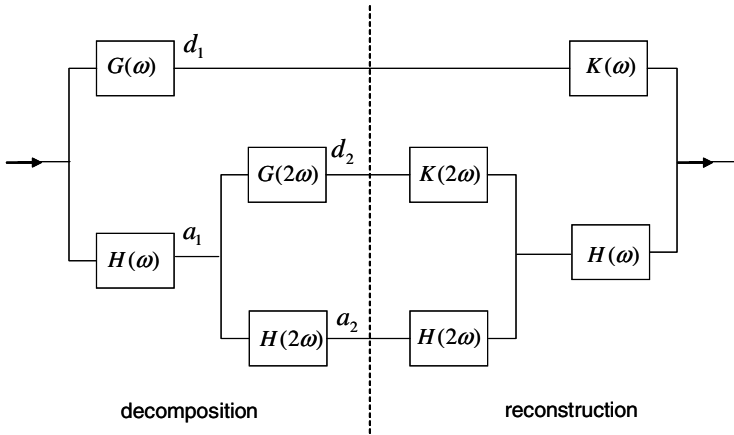 d₁
G(ω)
K(ω)
d₂
G(2ω)
K(2ω)
a₁
H(ω)
H(ω)
a₂
H(2ω)
H(2ω)
decomposition
reconstruction